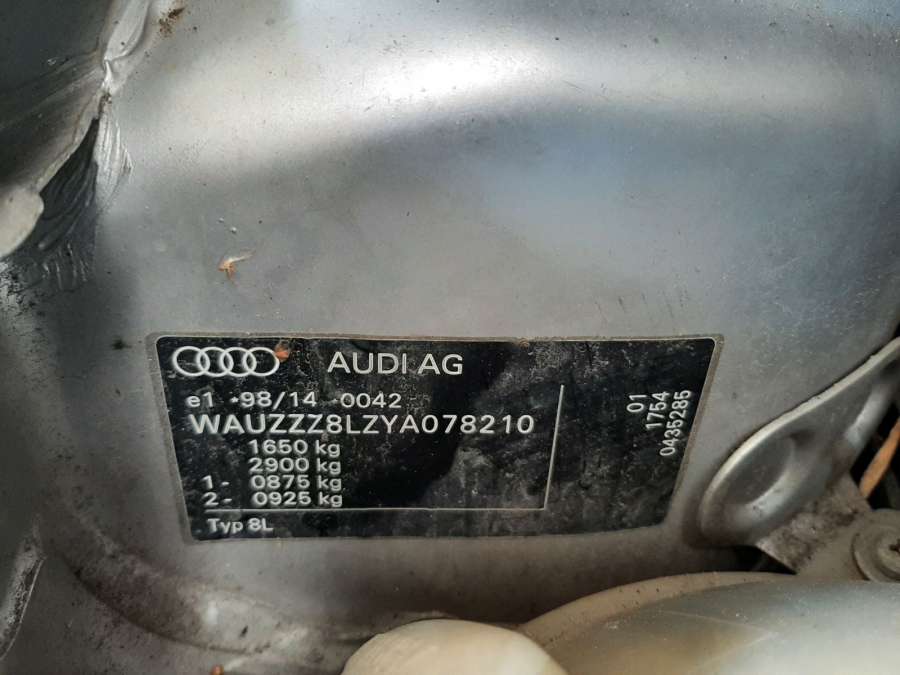 AUDI AG
e1 *98/14 *0042
WAUZZZ8LZYA078210
1650 kg
2900 kg
1- 0875 kg
2- 0925 kg
Typ 8L
01
1754
0435285